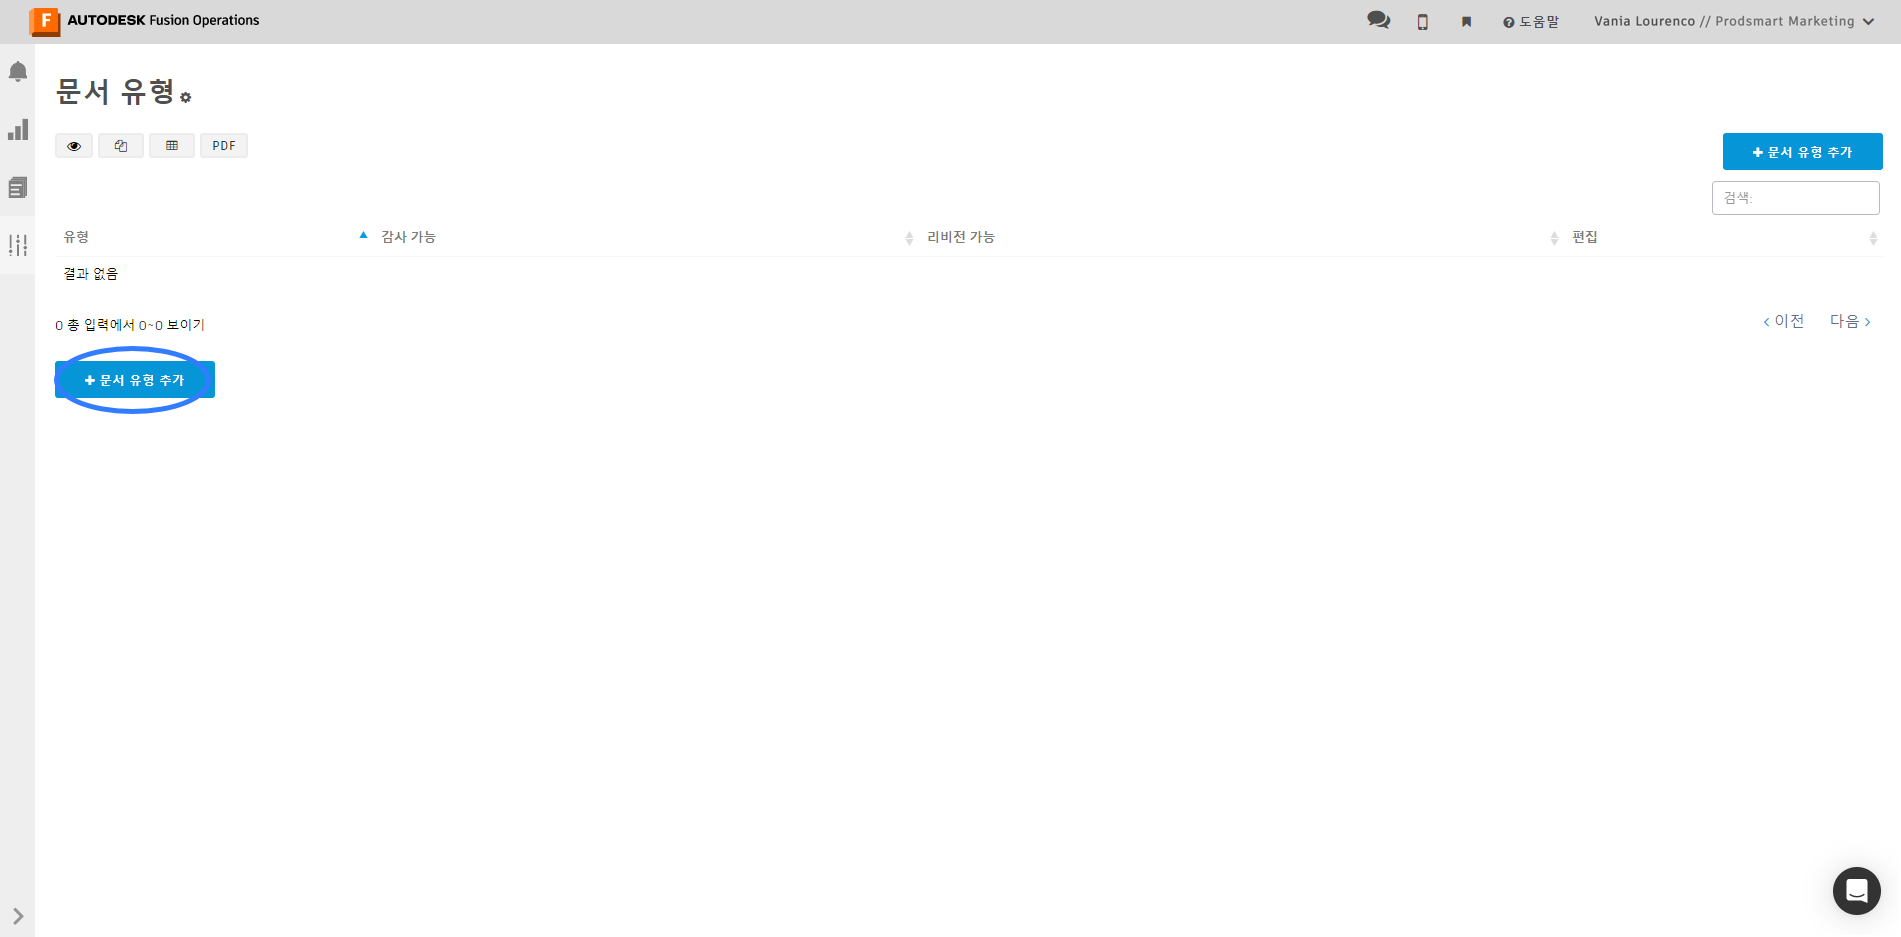 F AUTODESK Fusion Operations
도움말
Vania Lourenco // Prodsmart Marketing
문서 유형
PDF
문서 유형 추가
검색:
유형 감사 가능 리비전 가능 편집
결과 없음
0 총 입력에서 0~0 보이기
이전 다음
문서 유형 추가